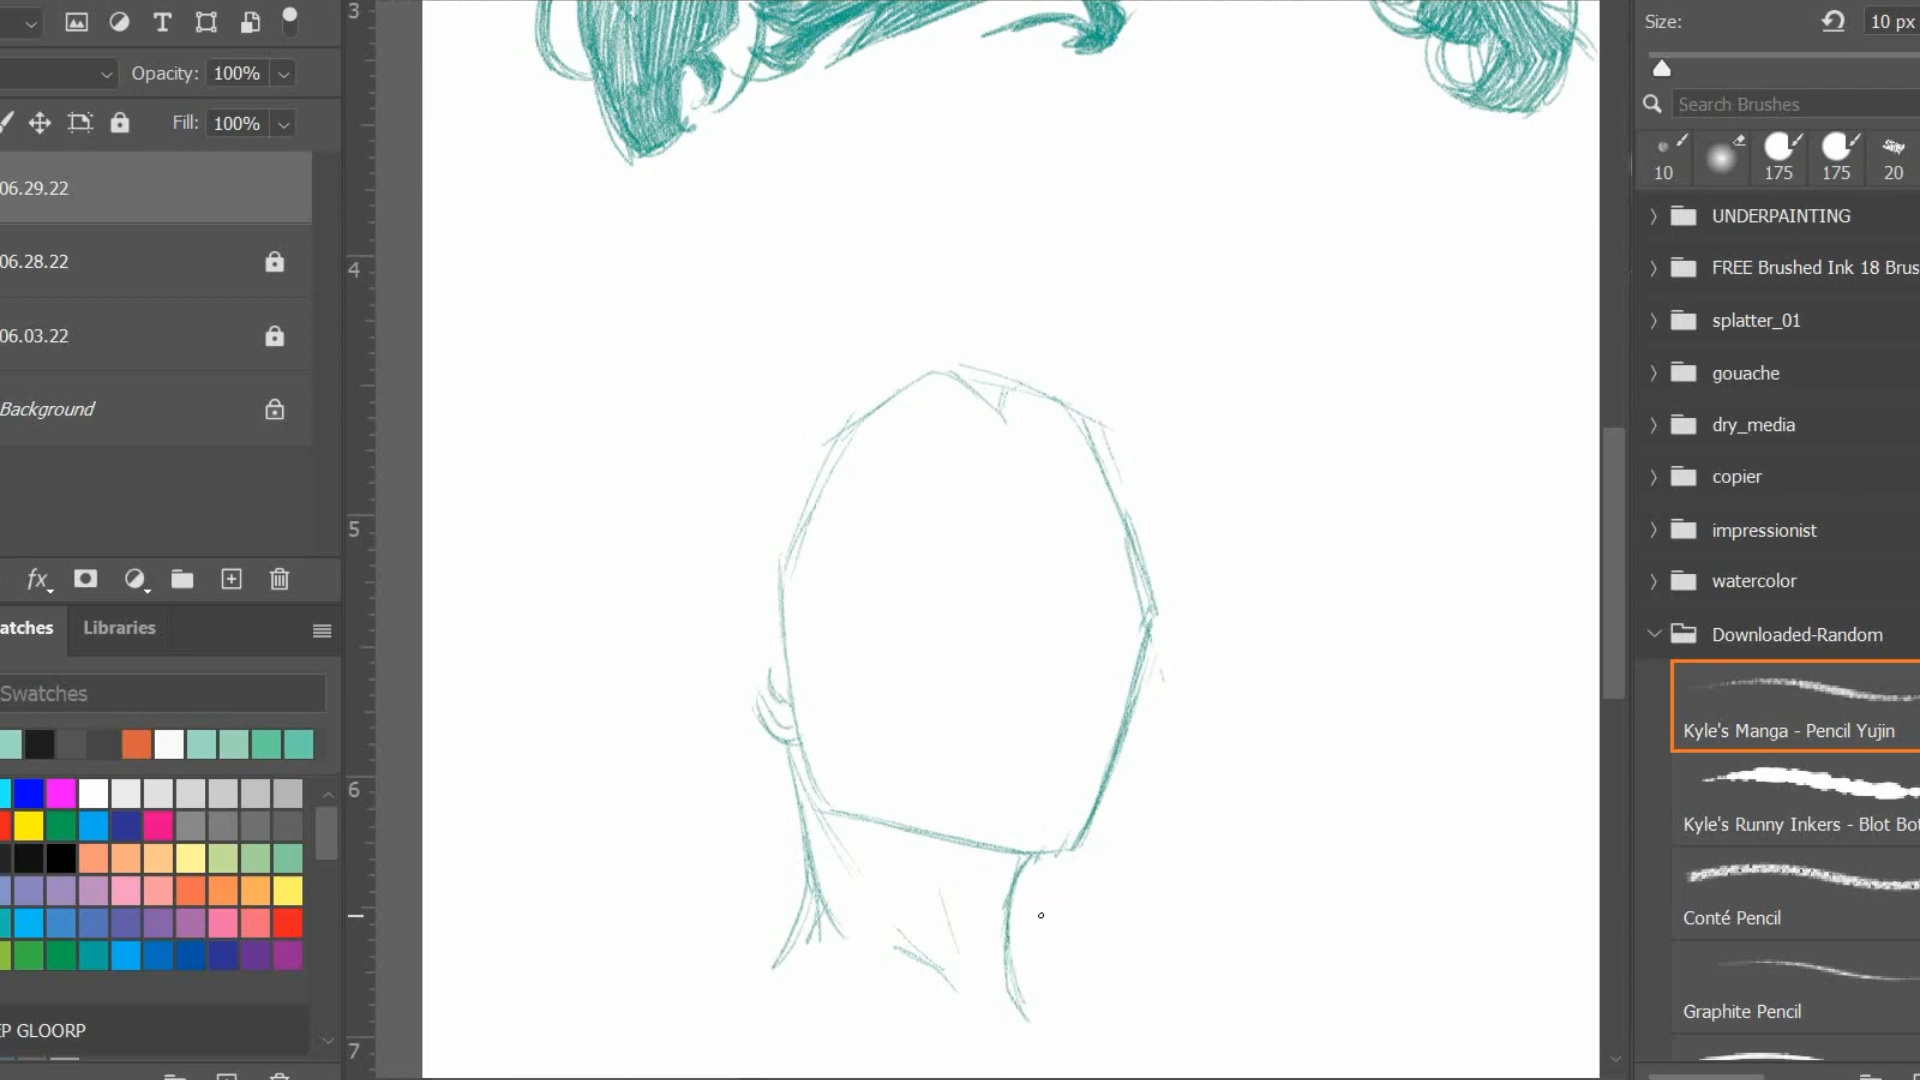 Opacity: 100%
Fill: 100%
06.29.22
06.28.22
06.03.22
Background
fx
atches
Libraries
Swatches
P GLOORP
3
4
5
6
7
Size:
10 px
Search Brushes
10
175
175
20
UNDERPAINTING
FREE Brushed Ink 18 Brus
splatter_01
gouache
dry_media
copier
impressionist
watercolor
Downloaded-Random
Kyle's Manga - Pencil Yujin
Kyle's Runny Inkers - Blot Bot
Conté Pencil
Graphite Pencil